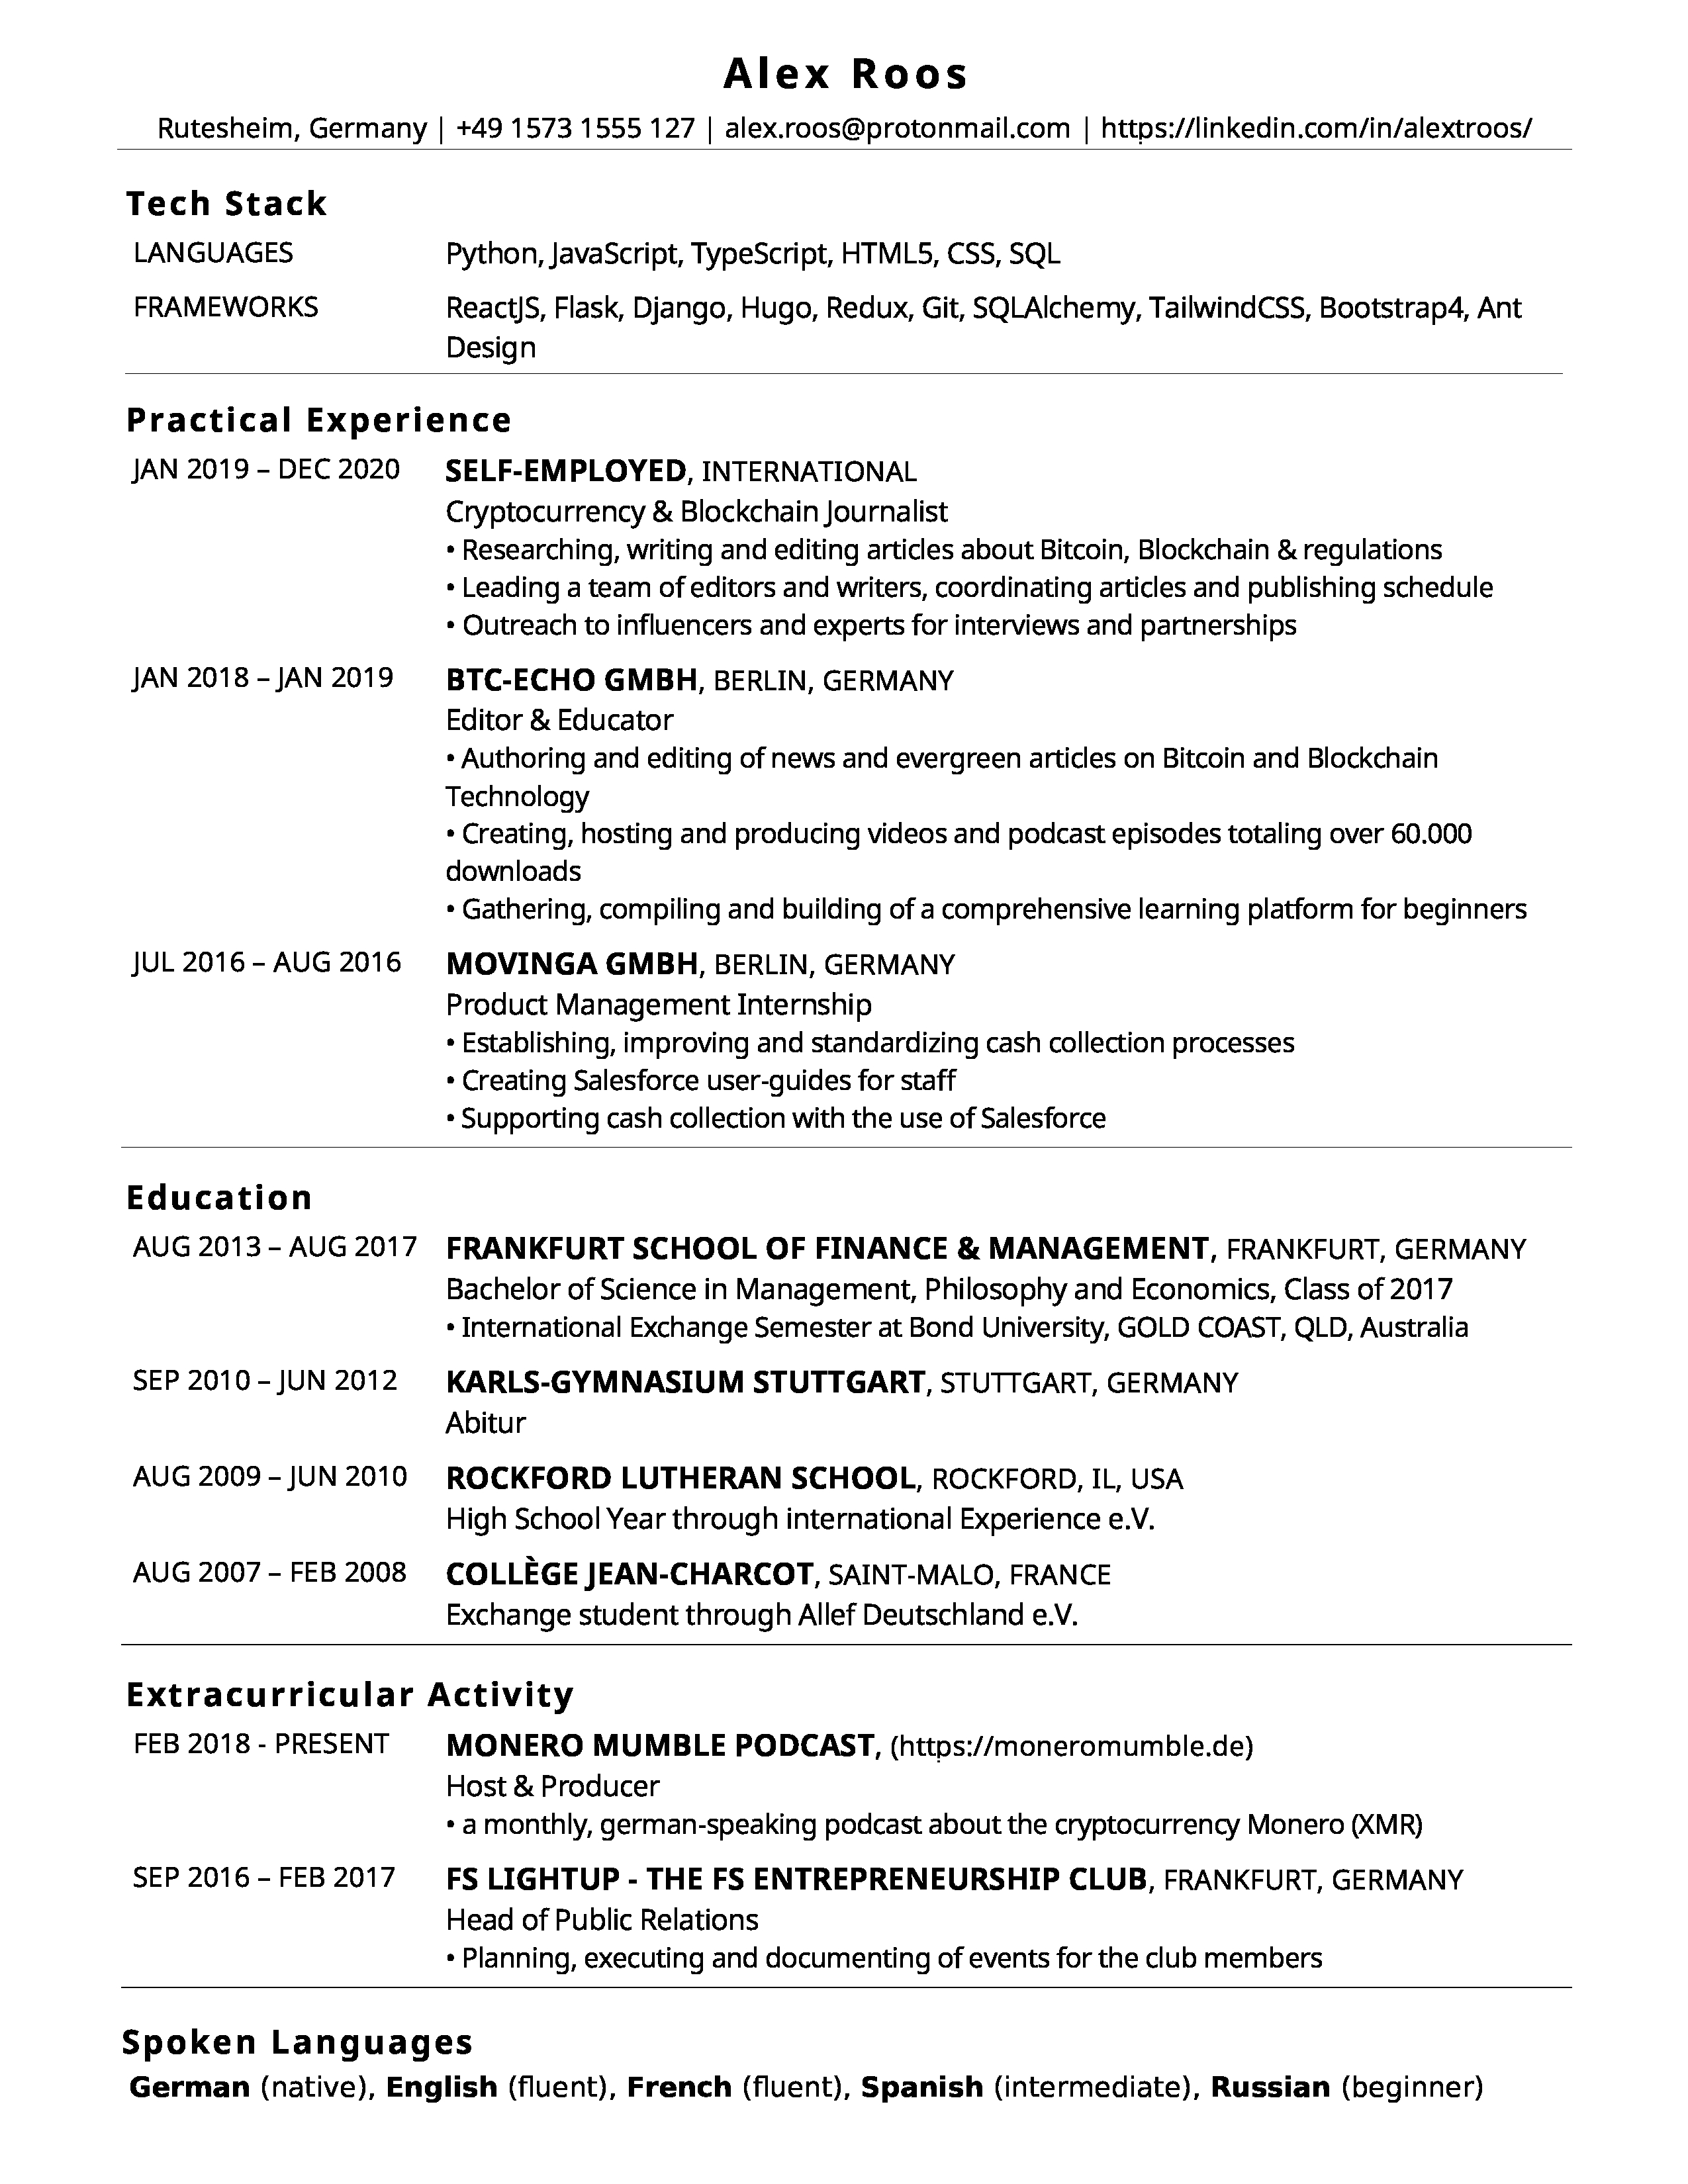 Alex Roos
Rutesheim, Germany | +49 1573 1555 127 | alex.roos@protonmail.com | https://linkedin.com/in/alextroos/
Tech Stack
LANGUAGES Python, JavaScript, TypeScript, HTML5, CSS, SQL
FRAMEWORKS ReactJS, Flask, Django, Hugo, Redux, Git, SQLAlchemy, TailwindCSS, Bootstrap4, Ant
Design
Practical Experience
JAN 2019 – DEC 2020 SELF-EMPLOYED, INTERNATIONAL
Cryptocurrency & Blockchain Journalist
• Researching, writing and editing articles about Bitcoin, Blockchain & regulations
• Leading a team of editors and writers, coordinating articles and publishing schedule
• Outreach to influencers and experts for interviews and partnerships
JAN 2018 – JAN 2019 BTC-ECHO GMBH, BERLIN, GERMANY
Editor & Educator
• Authoring and editing of news and evergreen articles on Bitcoin and Blockchain
Technology
• Creating, hosting and producing videos and podcast episodes totaling over 60.000
downloads
• Gathering, compiling and building of a comprehensive learning platform for beginners
JUL 2016 – AUG 2016 MOVINGA GMBH, BERLIN, GERMANY
Product Management Internship
• Establishing, improving and standardizing cash collection processes
• Creating Salesforce user-guides for staff
• Supporting cash collection with the use of Salesforce
Education
AUG 2013 – AUG 2017 FRANKFURT SCHOOL OF FINANCE & MANAGEMENT, FRANKFURT, GERMANY
Bachelor of Science in Management, Philosophy and Economics, Class of 2017
• International Exchange Semester at Bond University, GOLD COAST, QLD, Australia
SEP 2010 – JUN 2012 KARLS-GYMNASIUM STUTTGART, STUTTGART, GERMANY
Abitur
AUG 2009 – JUN 2010 ROCKFORD LUTHERAN SCHOOL, ROCKFORD, IL, USA
High School Year through international Experience e.V.
AUG 2007 – FEB 2008 COLLÈGE JEAN-CHARCOT, SAINT-MALO, FRANCE
Exchange student through Allef Deutschland e.V.
Extracurricular Activity
FEB 2018 - PRESENT MONERO MUMBLE PODCAST, (https://moneromumble.de)
Host & Producer
• a monthly, german-speaking podcast about the cryptocurrency Monero (XMR)
SEP 2016 – FEB 2017 FS LIGHTUP - THE FS ENTREPRENEURSHIP CLUB, FRANKFURT, GERMANY
Head of Public Relations
• Planning, executing and documenting of events for the club members
Spoken Languages
German (native), English (fluent), French (fluent), Spanish (intermediate), Russian (beginner)